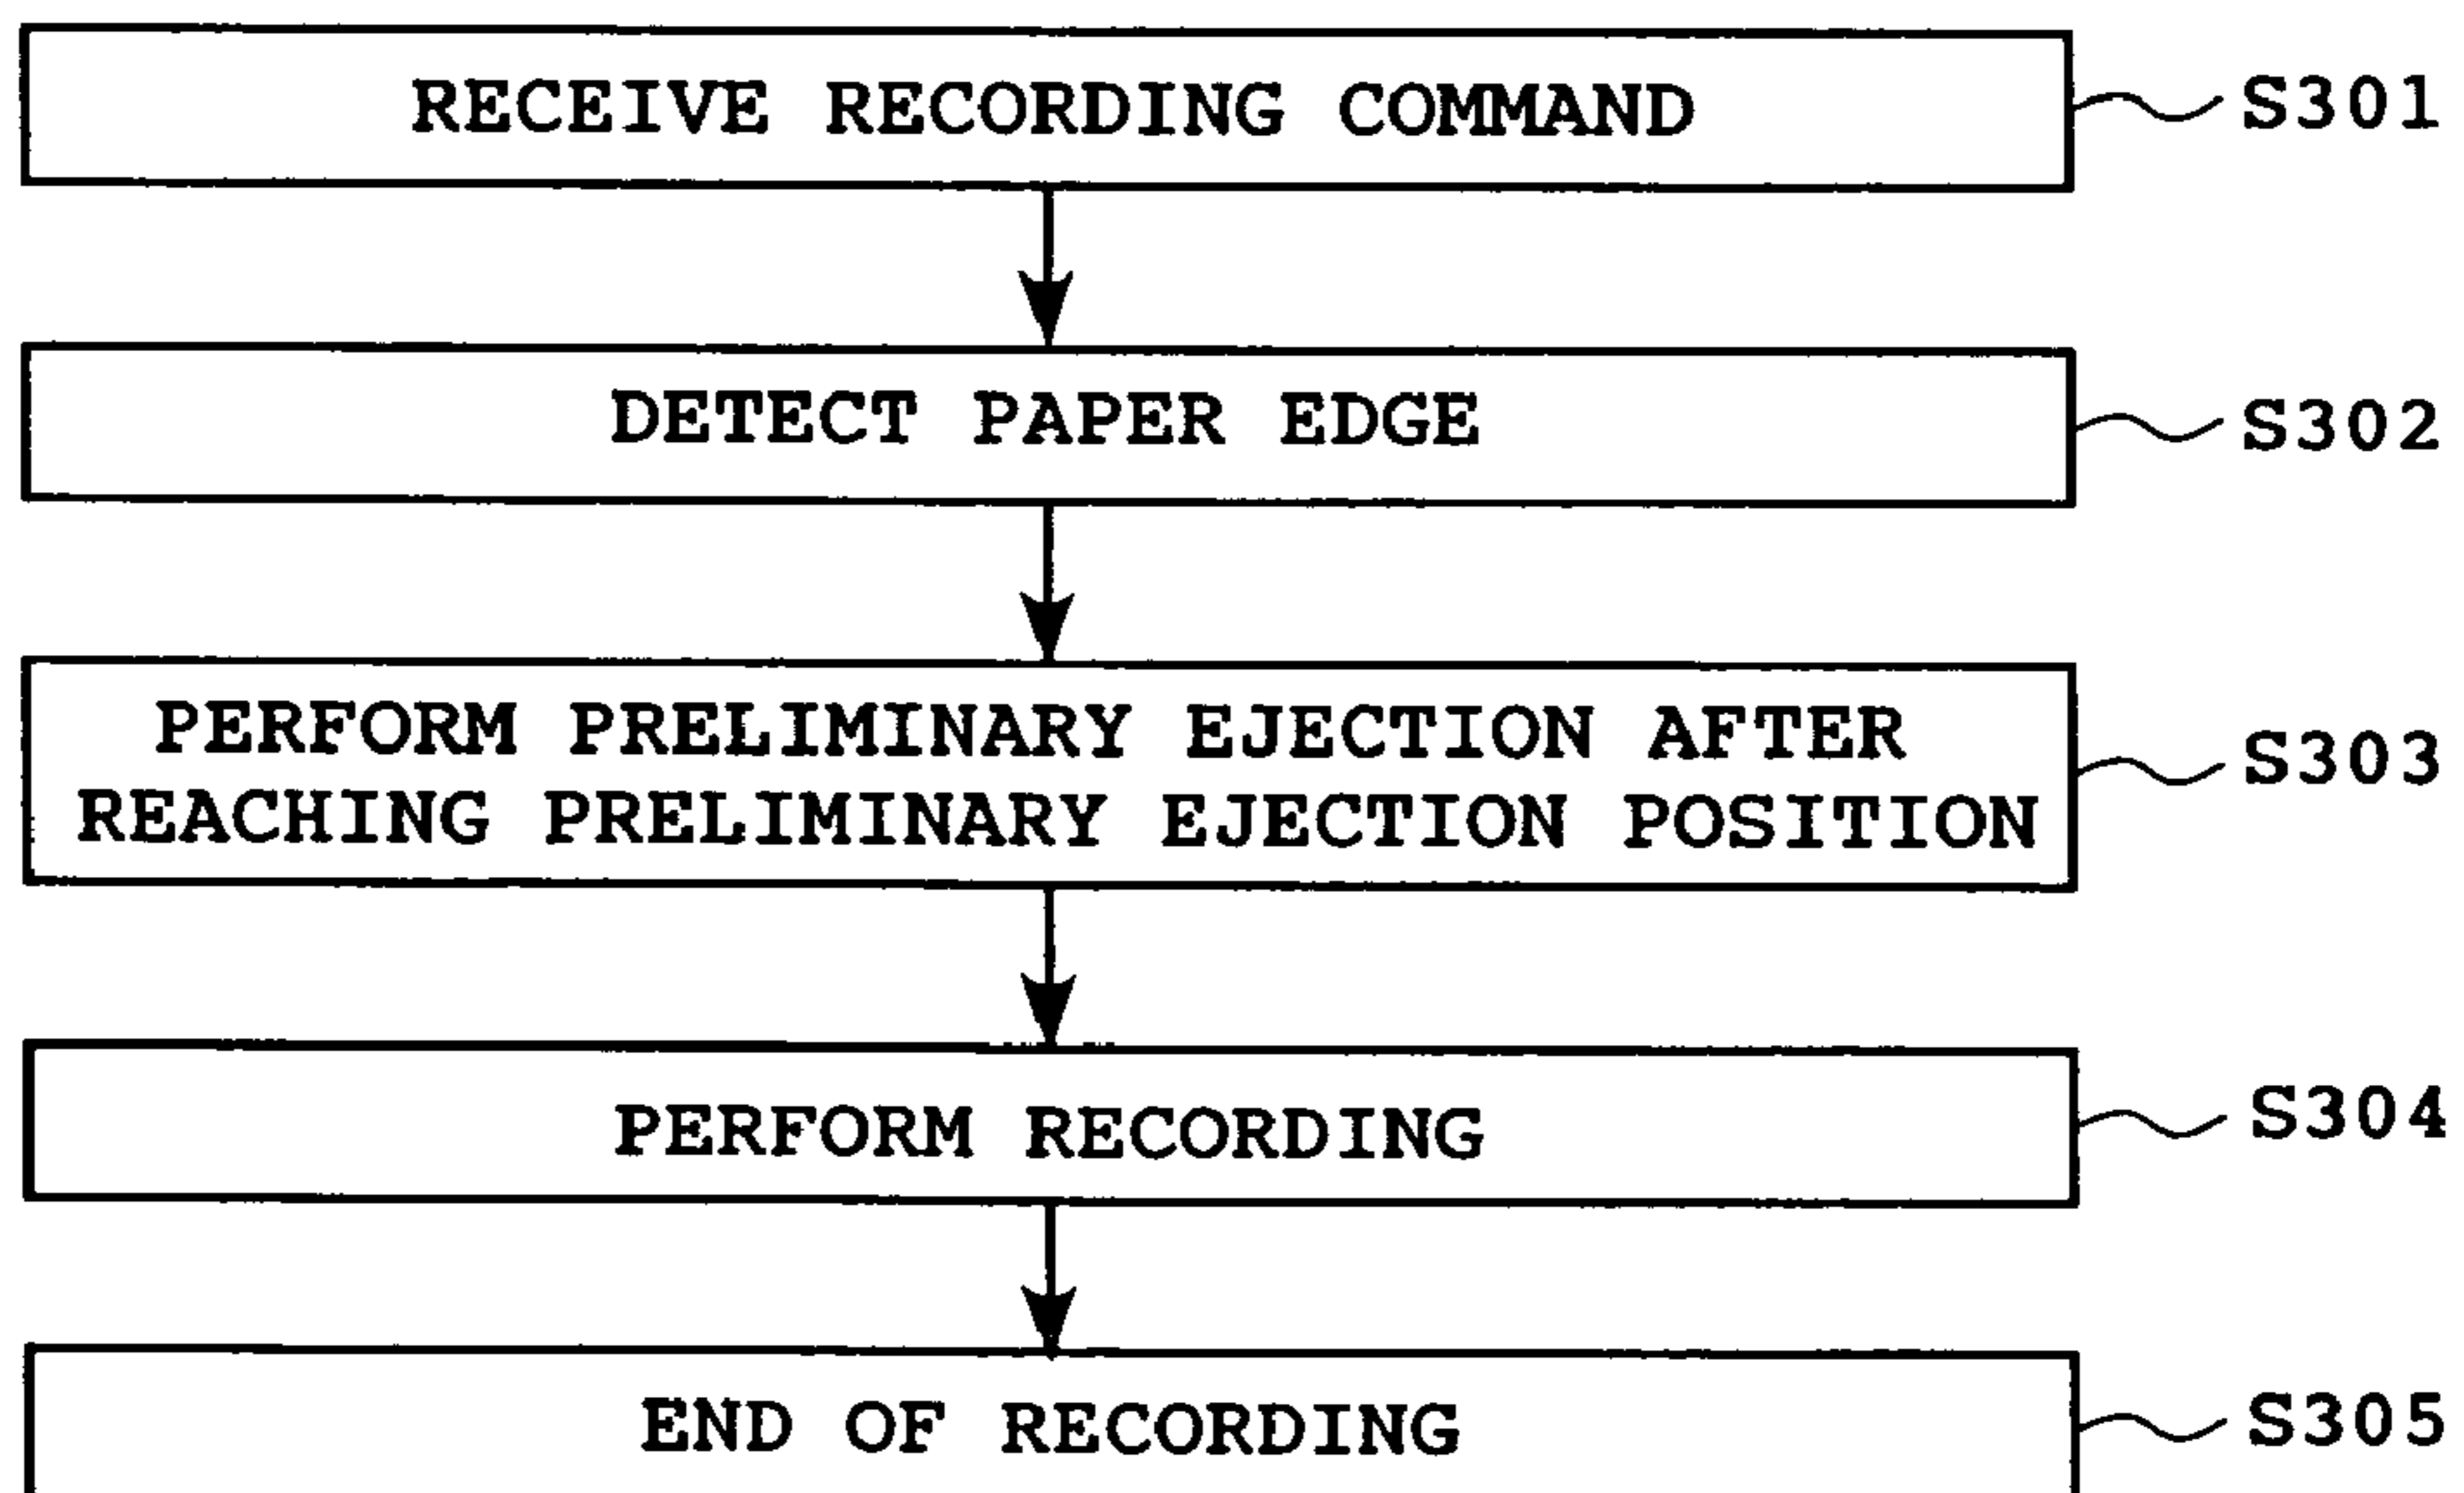 RECEIVE RECORDING COMMAND
S301
DETECT PAPER EDGE
S302
PERFORM PRELIMINARY EJECTION AFTER
REACHING PRELIMINARY EJECTION POSITION
S303
PERFORM RECORDING
S304
END OF RECORDING
S305